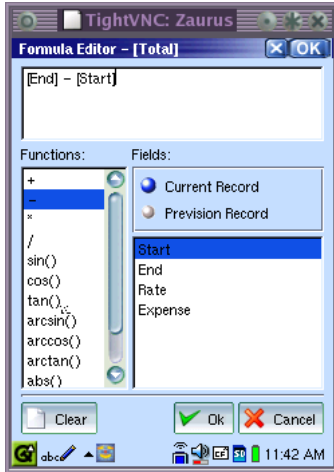 TightVNC: Zaurus
Formula Editor – [Total]
OK
[End] – [Start]
Functions:
Fields:
+
–
*
/
sin()
cos()
tan()
arcsin()
arccos()
arctan()
abs()
Current Record
Prevision Record
Start
End
Rate
Expense
Clear
Ok
Cancel
abc
11:42 AM